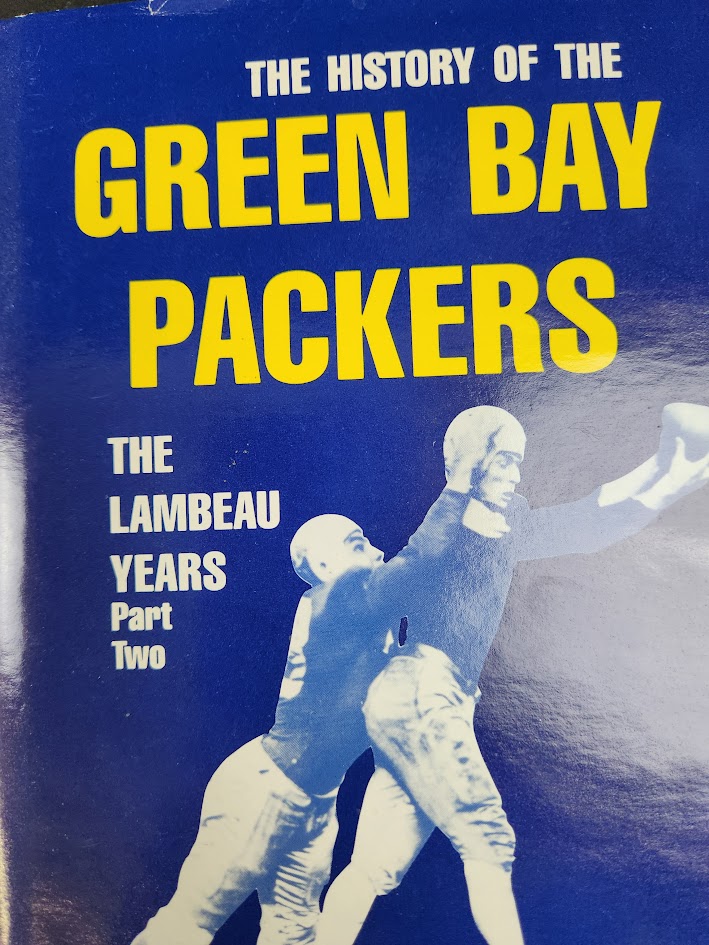 THE HISTORY OF THE
GREEN BAY
PACKERS
THE
LAMBEAU
YEARS
Part
Two